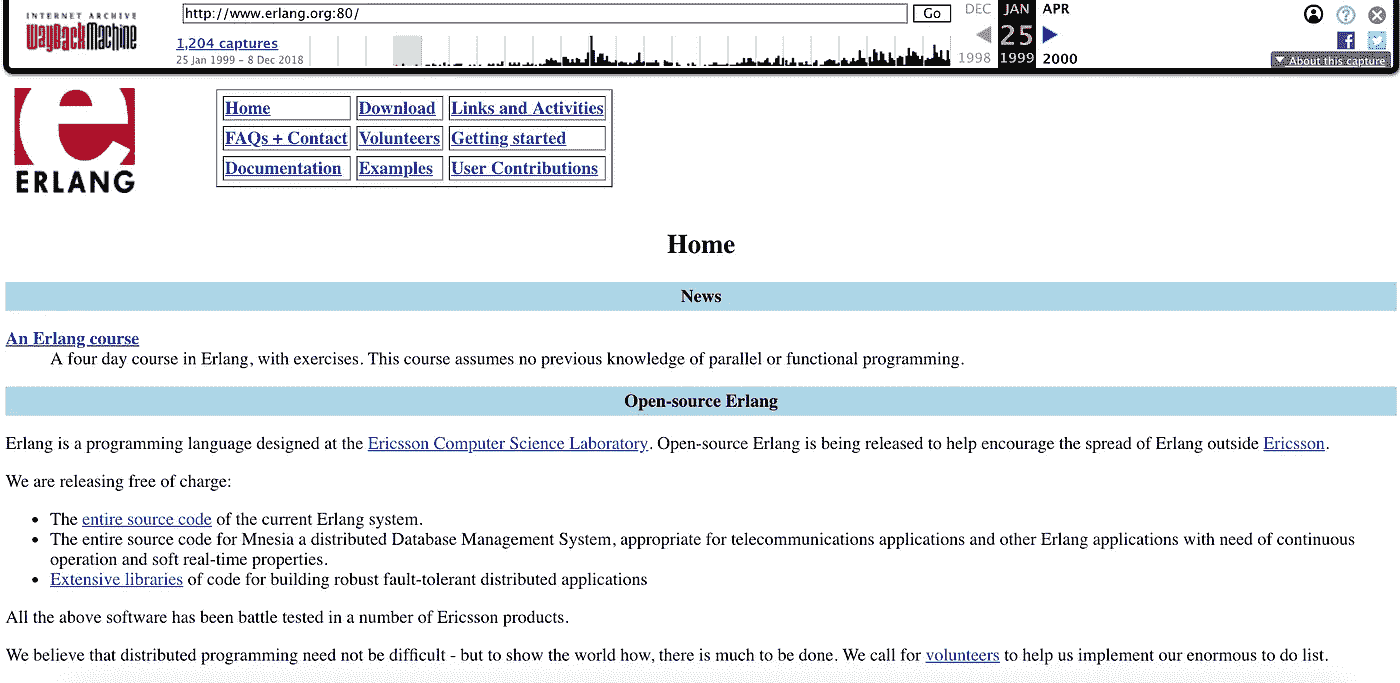 INTERNET ARCHIVE
WayBackMachine
http://www.erlang.org:80/
Go
DEC JAN APR
1,204 captures
25
25 Jan 1999 – 8 Dec 2018
1998 1999 2000
About this capture
ERLANG
Home Download Links and Activities
FAQs + Contact Volunteers Getting started
Documentation Examples User Contributions
Home
News
An Erlang course
A four day course in Erlang, with exercises. This course assumes no previous knowledge of parallel or functional programming.
Open-source Erlang
Erlang is a programming language designed at the Ericsson Computer Science Laboratory. Open-source Erlang is being released to help encourage the spread of Erlang outside Ericsson.
We are releasing free of charge:
• The entire source code of the current Erlang system.
• The entire source code for Mnesia a distributed Database Management System, appropriate for telecommunications applications and other Erlang applications with need of continuous
operation and soft real-time properties.
• Extensive libraries of code for building robust fault-tolerant distributed applications
All the above software has been battle tested in a number of Ericsson products.
We believe that distributed programming need not be difficult - but to show the world how, there is much to be done. We call for volunteers to help us implement our enormous to do list.